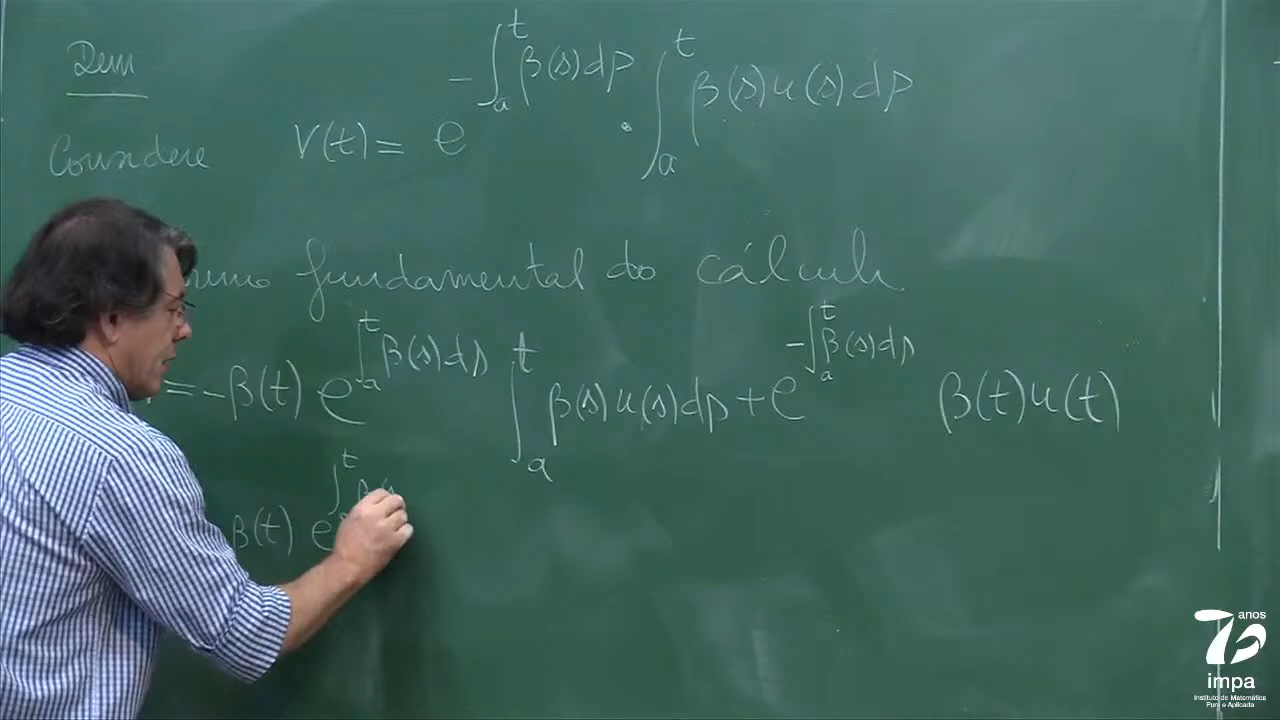 Dem
Considere V(t) = e^{-∫_a^t β(s)ds} · ∫_a^t β(s)u(s)ds
fundamental do cálculo
= -β(t) e^{∫_a^t β(s)ds} ∫_a^t β(s)u(s)ds + e^{-∫_a^t β(s)ds} β(t)u(t)
β(t) e^{∫^t β(s
70 anos
impa
Instituto de Matemática
Pura e Aplicada